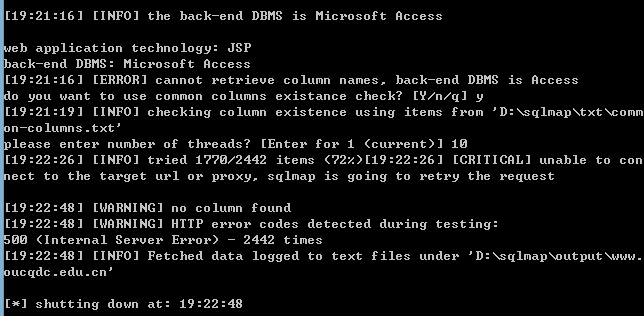 [19:21:16] [INFO] the back-end DBMS is Microsoft Access
web application technology: JSP
back-end DBMS: Microsoft Access
[19:21:16] [ERROR] cannot retrieve column names, back-end DBMS is Access
do you want to use common columns existance check? [Y/n/q] y
[19:21:19] [INFO] checking column existence using items from 'D:\sqlmap\txt\comm
on-columns.txt'
please enter number of threads? [Enter for 1 (current)] 10
[19:22:26] [INFO] tried 1770/2442 items (72%)[19:22:26] [CRITICAL] unable to con
nect to the target url or proxy, sqlmap is going to retry the request
[19:22:48] [WARNING] no column found
[19:22:48] [WARNING] HTTP error codes detected during testing:
500 (Internal Server Error) - 2442 times
[19:22:48] [INFO] Fetched data logged to text files under 'D:\sqlmap\output\www.
oucqdc.edu.cn'
[*] shutting down at: 19:22:48